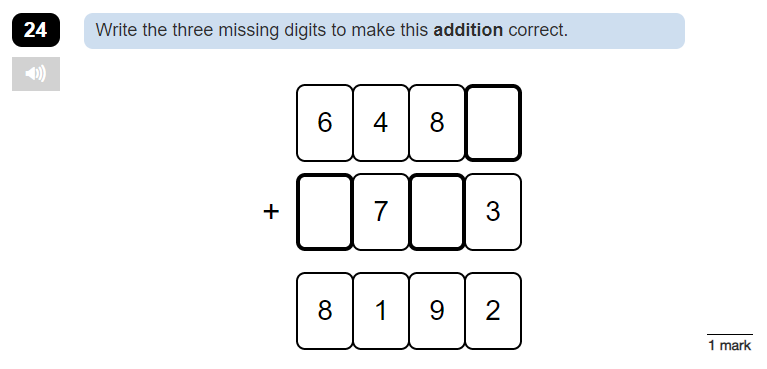 24 Write the three missing digits to make this addition correct.
6 4 8
+ 7 3
8 1 9 2
1 mark